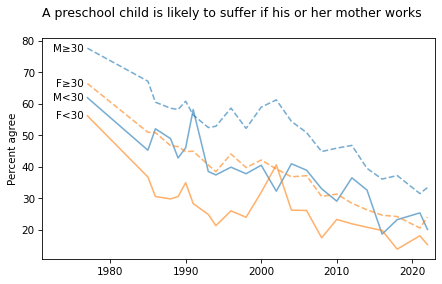 A preschool child is likely to suffer if his or her mother works
80
70
60
50
40
30
20
Percent agree
M≥30
F≥30
M<30
F<30
1980
1990
2000
2010
2020